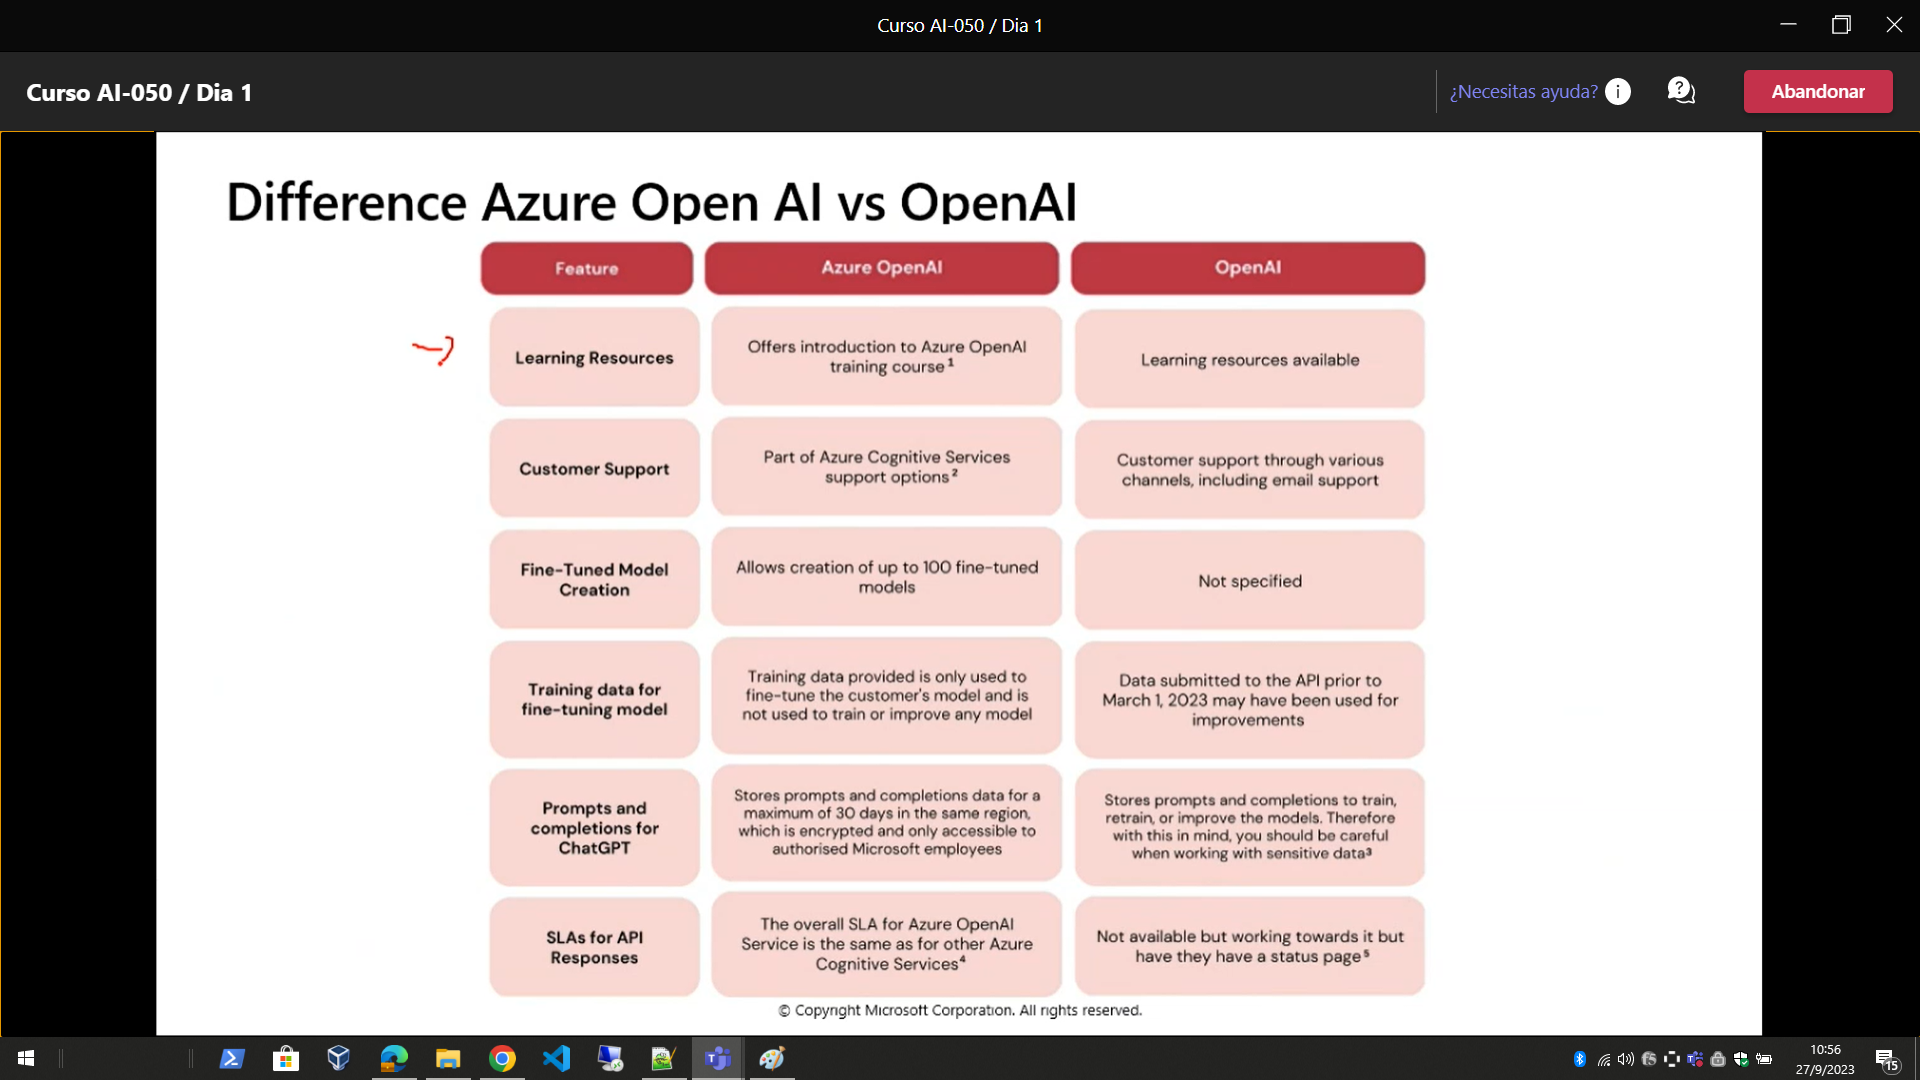 Curso AI-050 / Dia 1
Curso AI-050 / Dia 1
¿Necesitas ayuda?
Abandonar
Difference Azure Open AI vs OpenAI
Feature
Azure OpenAI
OpenAI
Learning Resources
Offers introduction to Azure OpenAI
training course¹
Learning resources available
Customer Support
Part of Azure Cognitive Services
support options²
Customer support through various
channels, including email support
Fine-Tuned Model
Creation
Allows creation of up to 100 fine-tuned
models
Not specified
Training data for
fine-tuning model
Training data provided is only used to
fine-tune the customer's model and is
not used to train or improve any model
Data submitted to the API prior to
March 1, 2023 may have been used for
improvements
Prompts and
completions for
ChatGPT
Stores prompts and completions data for a
maximum of 30 days in the same region,
which is encrypted and only accessible to
authorised Microsoft employees
Stores prompts and completions to train,
retrain, or improve the models. Therefore
with this in mind, you should be careful
when working with sensitive data³
SLAs for API
Responses
The overall SLA for Azure OpenAI
Service is the same as for other Azure
Cognitive Services⁴
Not available but working towards it but
have they have a status page⁵
© Copyright Microsoft Corporation. All rights reserved.
10:56
27/9/2023
15